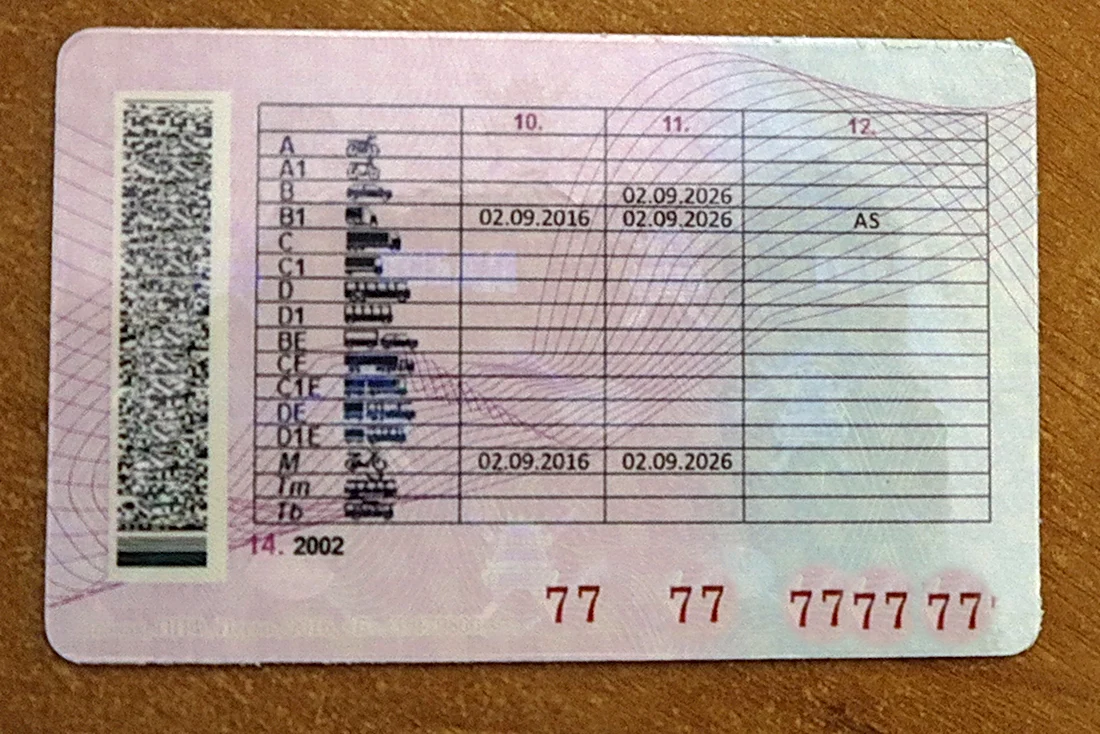 10. 11. 12.
A
A1
B 02.09.2026
B1 02.09.2016 02.09.2026 AS
C
C1
D
D1
BE
CE
C1E
DE
D1E
M 02.09.2016 02.09.2026
Tm
Tb
14. 2002
77 77 7777 77